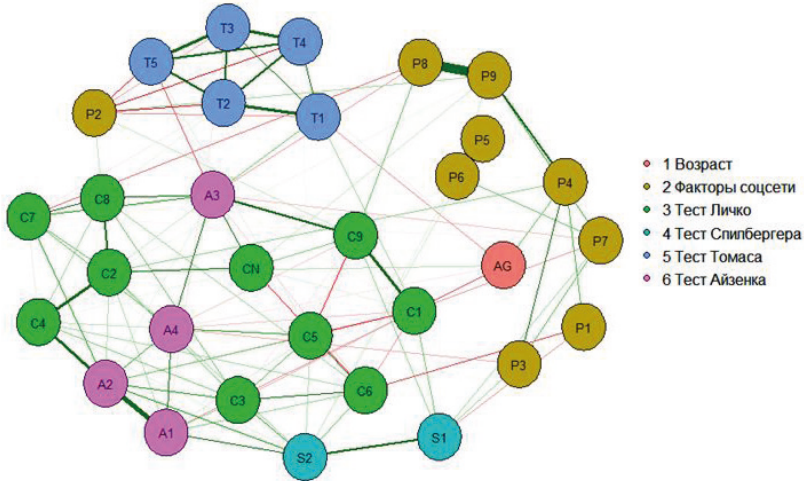 T3
T4
T5
P8
P9
T2
P2
T1
P5
P6
P4
A3
C8
C7
C9
P7
CN
AG
C2
C1
C4
A4
C5
P1
P3
A2
C6
C3
A1
S1
S2
1 Возраст
2 Факторы соцсети
3 Тест Личко
4 Тест Спилбергера
5 Тест Томаса
6 Тест Айзенка